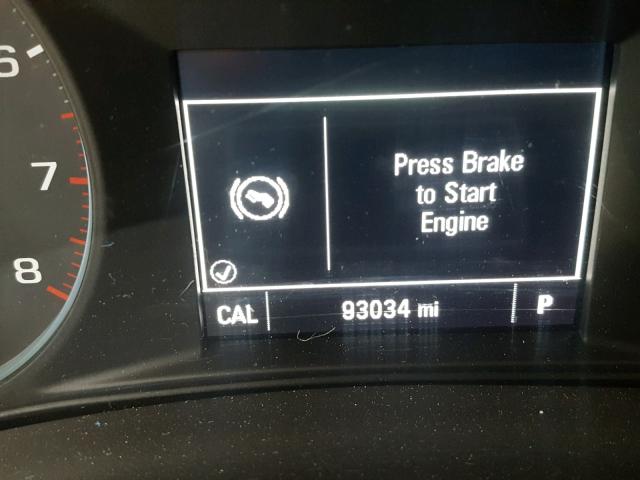 6
7
8
Press Brake
to Start
Engine
CAL 93034 mi P